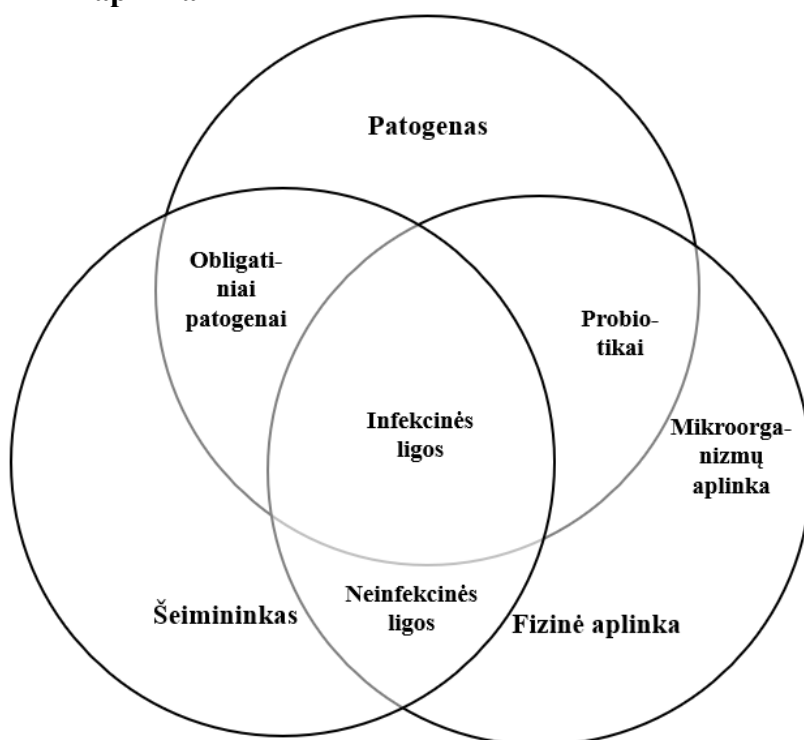 Patogenas
Obligati-
niai
patogenai
Probio-
tikai
Infekcinės
ligos
Mikroorga-
nizmų
aplinka
Neinfekcinės
ligos
Šeimininkas
Fizinė aplinka